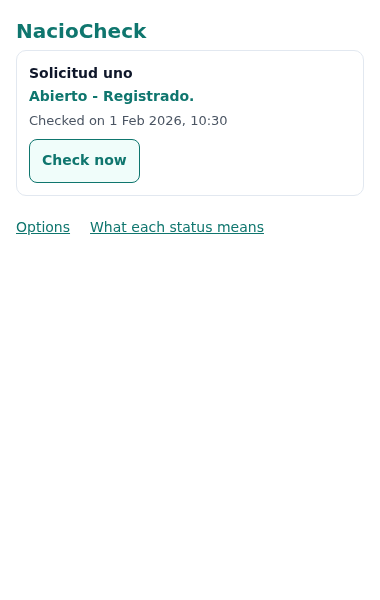 NacioCheck
Solicitud uno
Abierto - Registrado.
Checked on 1 Feb 2026, 10:30
Check now
Options What each status means